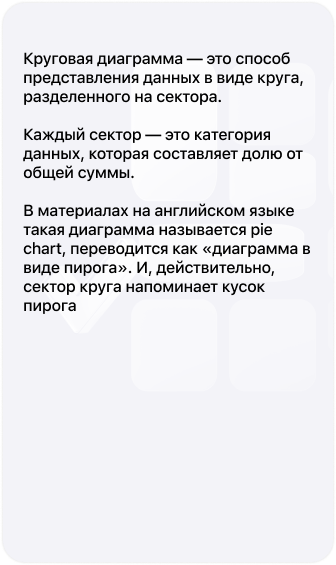 Круговая диаграмма — это способ
представления данных в виде круга,
разделенного на сектора.
Каждый сектор — это категория
данных, которая составляет долю от
общей суммы.
В материалах на английском языке
такая диаграмма называется pie
chart, переводится как «диаграмма в
виде пирога». И, действительно,
сектор круга напоминает кусок
пирога